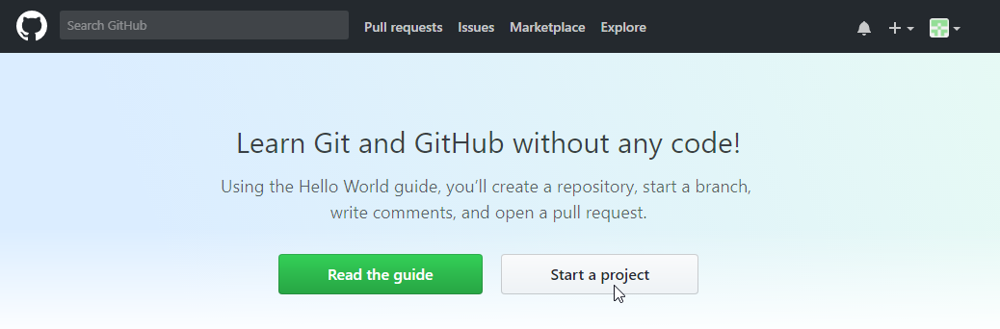 Search GitHub
Pull requests Issues Marketplace Explore
Learn Git and GitHub without any code!
Using the Hello World guide, you’ll create a repository, start a branch,
write comments, and open a pull request.
Read the guide
Start a project